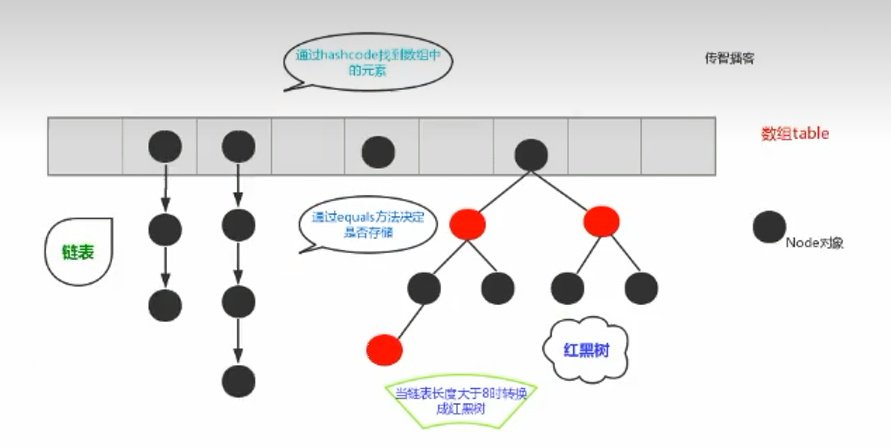 通过hashcode找到数组中
的元素
传智播客
数组table
通过equals方法决定
是否存储
链表
Node对象
红黑树
当链表长度大于8时转换
成红黑树